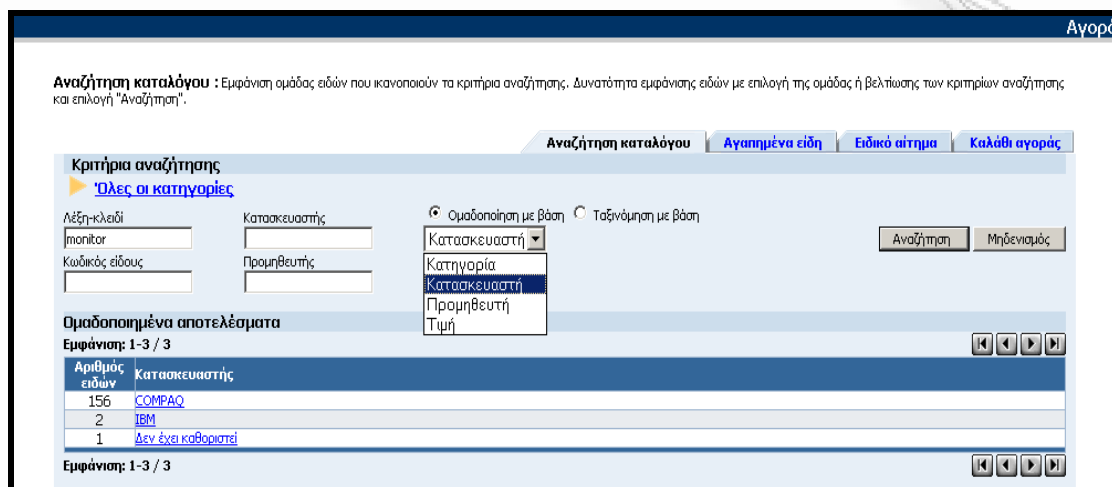 Αγορά
Αναζήτηση καταλόγου : Εμφάνιση ομάδας ειδών που ικανοποιούν τα κριτήρια αναζήτησης. Δυνατότητα εμφάνισης ειδών με επιλογή της ομάδας ή βελτίωσης των κριτηρίων αναζήτησης
και επιλογή "Αναζήτηση".
Αναζήτηση καταλόγου Αγαπημένα είδη Ειδικό αίτημα Καλάθι αγοράς
Κριτήρια αναζήτησης
Όλες οι κατηγορίες
Λέξη-κλειδί Κατασκευαστής Ομαδοποίηση με βάση Ταξινόμηση με βάση
monitor Κατασκευαστή Αναζήτηση Μηδενισμός
Κωδικός είδους Προμηθευτής Κατηγορία
Κατασκευαστή
Προμηθευτή
Τιμή
Ομαδοποιημένα αποτελέσματα
Εμφάνιση: 1-3 / 3
Αριθμός ειδών Κατασκευαστής
156 COMPAQ
2 IBM
1 Δεν έχει καθοριστεί
Εμφάνιση: 1-3 / 3